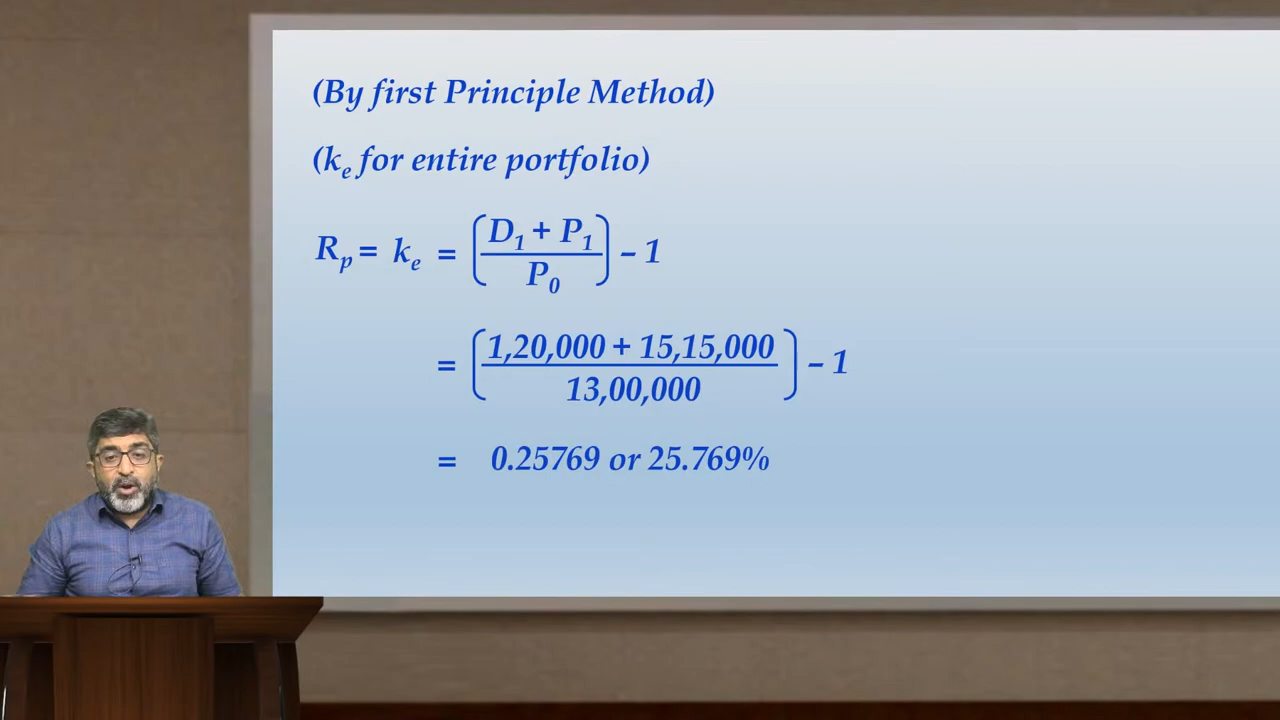 (By first Principle Method)
(kₑ for entire portfolio)
Rₚ = kₑ = (D₁ + P₁ / P₀) – 1
= (1,20,000 + 15,15,000 / 13,00,000) – 1
= 0.25769 or 25.769%